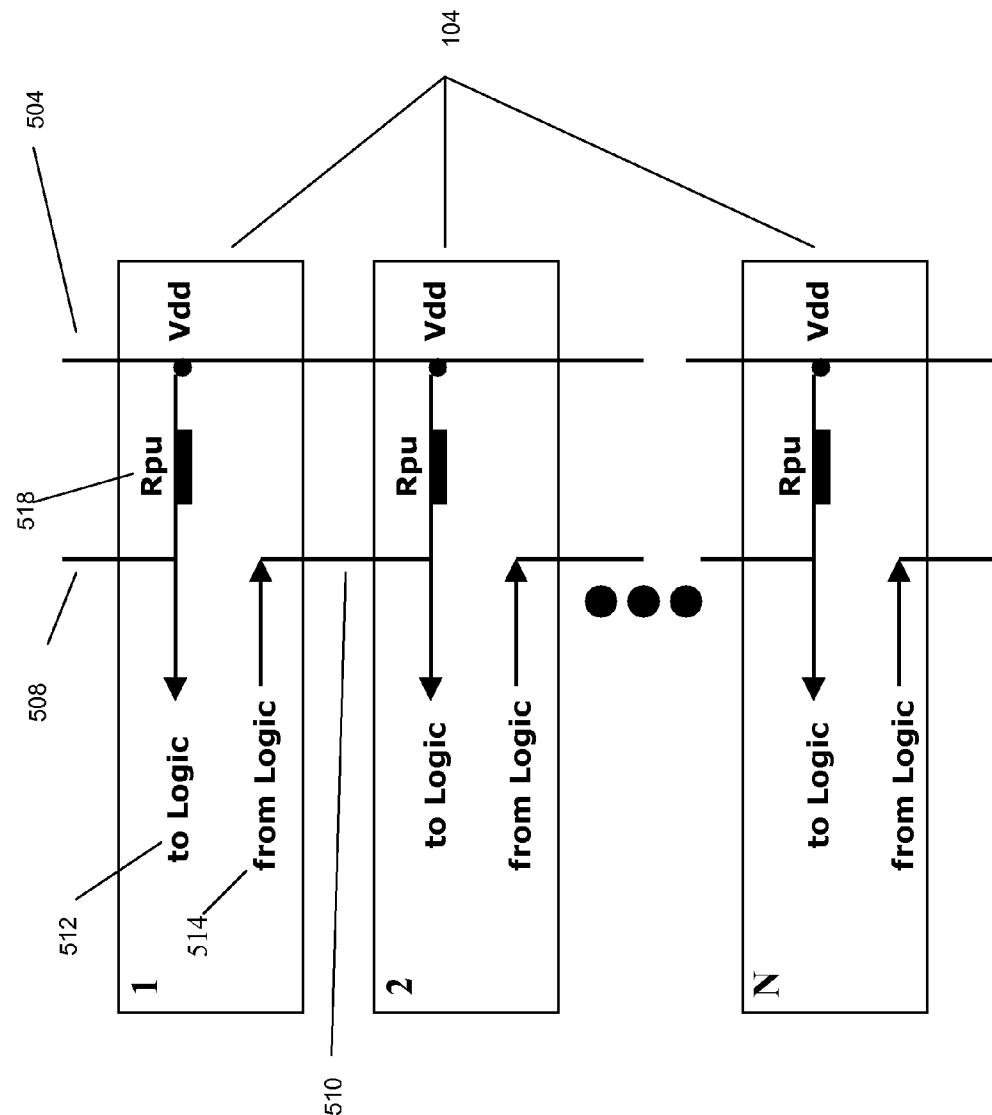 504
104
518
508
512
514
510
1
to Logic
from Logic
Rpu
Vdd
2
to Logic
from Logic
Rpu
Vdd
N
to Logic
from Logic
Rpu
Vdd